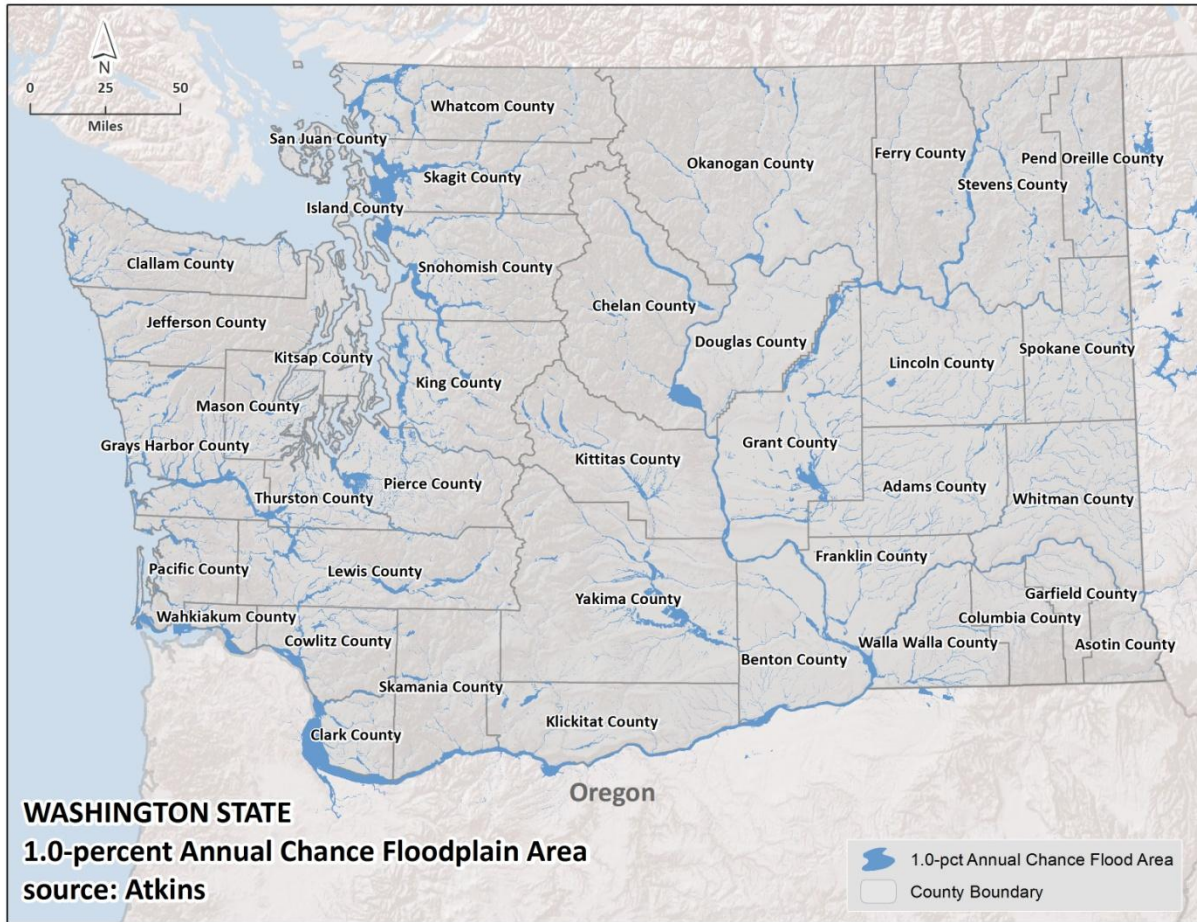 N
0 25 50
Miles
Whatcom County
San Juan County
Okanogan County
Ferry County
Pend Oreille County
Skagit County
Stevens County
Island County
Clallam County
Snohomish County
Chelan County
Jefferson County
Douglas County
Kitsap County
Lincoln County
Spokane County
King County
Mason County
Grays Harbor County
Grant County
Kittitas County
Pierce County
Adams County
Thurston County
Whitman County
Franklin County
Pacific County
Lewis County
Garfield County
Yakima County
Wahkiakum County
Columbia County
Cowlitz County
Walla Walla County
Asotin County
Benton County
Skamania County
Klickitat County
Clark County
Oregon
WASHINGTON STATE
1.0-percent Annual Chance Floodplain Area
source: Atkins
1.0-pct Annual Chance Flood Area
County Boundary